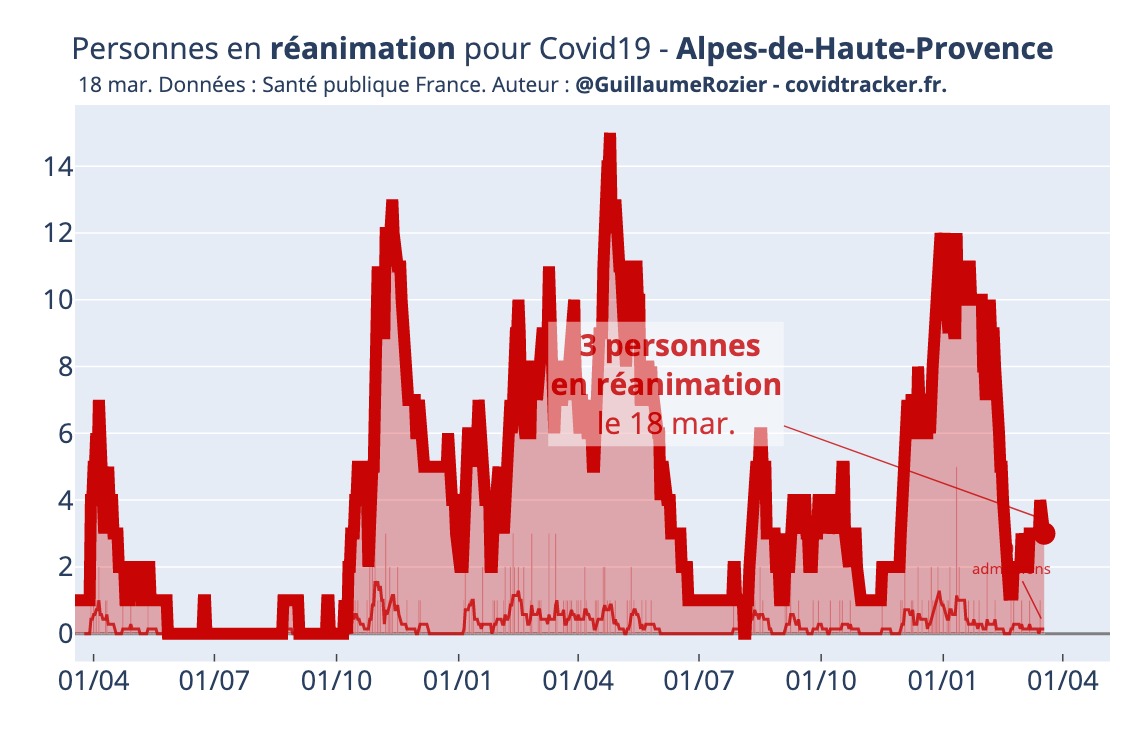 Personnes en réanimation pour Covid19 - Alpes-de-Haute-Provence
18 mar. Données : Santé publique France. Auteur : @GuillaumeRozier - covidtracker.fr.
14
12
10
8
6
4
2
0
3 personnes
en réanimation
le 18 mar.
01/04 01/07 01/10 01/01 01/04 01/07 01/10 01/01 01/04